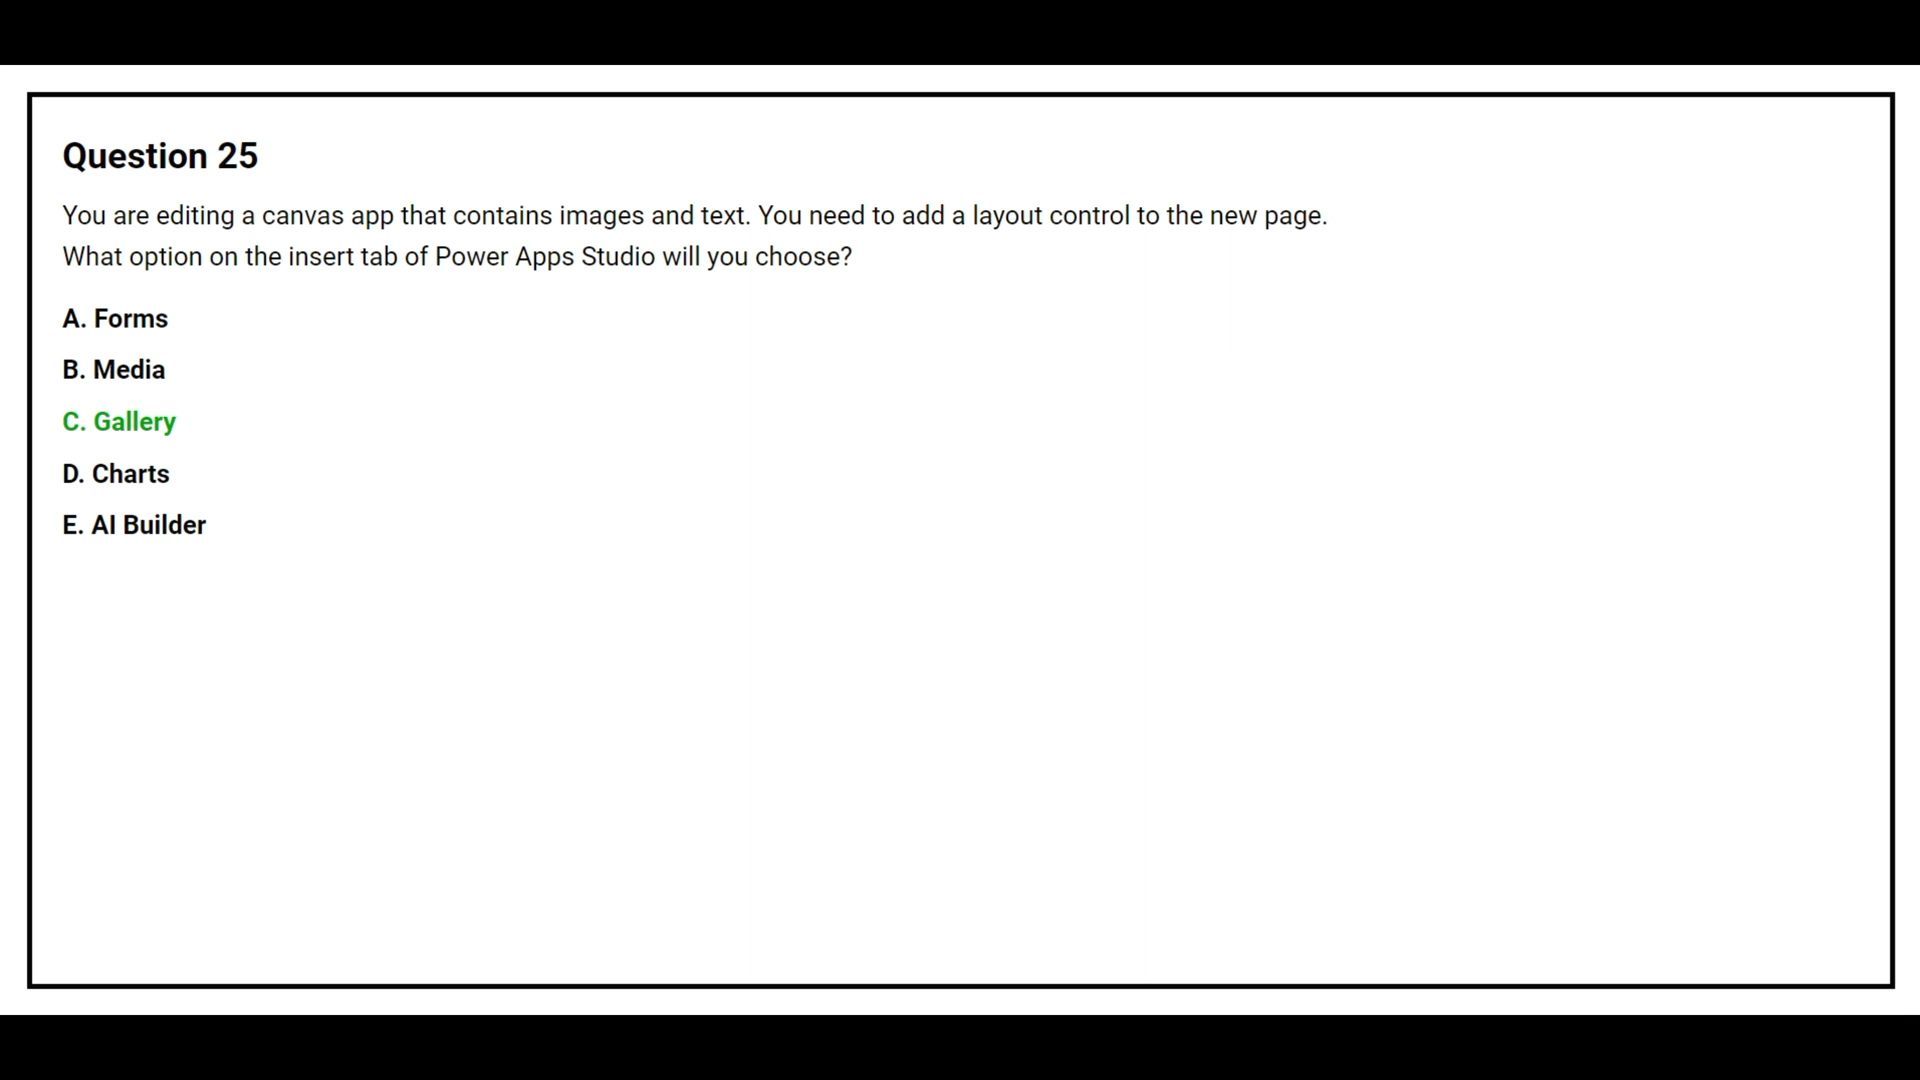 Question 25
You are editing a canvas app that contains images and text. You need to add a layout control to the new page.
What option on the insert tab of Power Apps Studio will you choose?
A. Forms
B. Media
C. Gallery
D. Charts
E. AI Builder